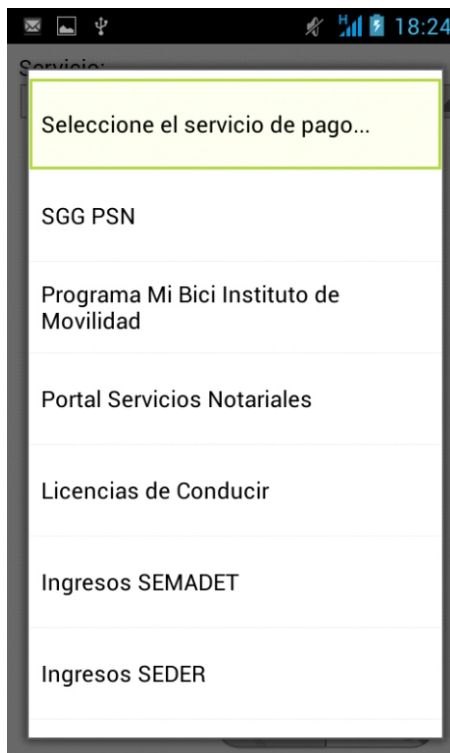 H 18:24
Servicio:
Seleccione el servicio de pago...
SGG PSN
Programa Mi Bici Instituto de
Movilidad
Portal Servicios Notariales
Licencias de Conducir
Ingresos SEMADET
Ingresos SEDER